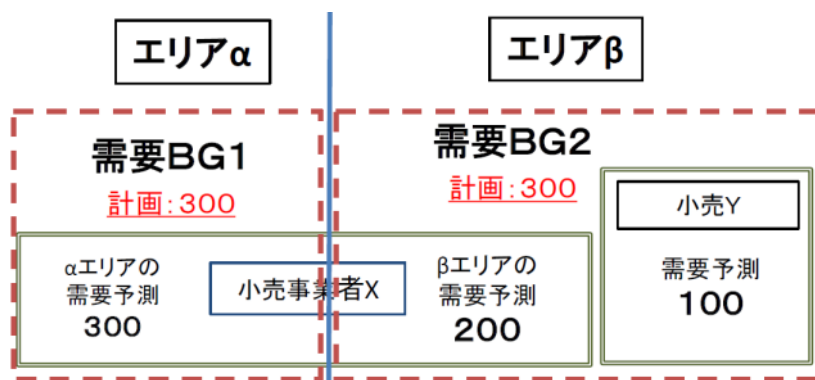 エリアα
エリアβ
需要BG1
計画:300
需要BG2
計画:300
αエリアの
需要予測
300
小売事業者X
βエリアの
需要予測
200
小売Y
需要予測
100